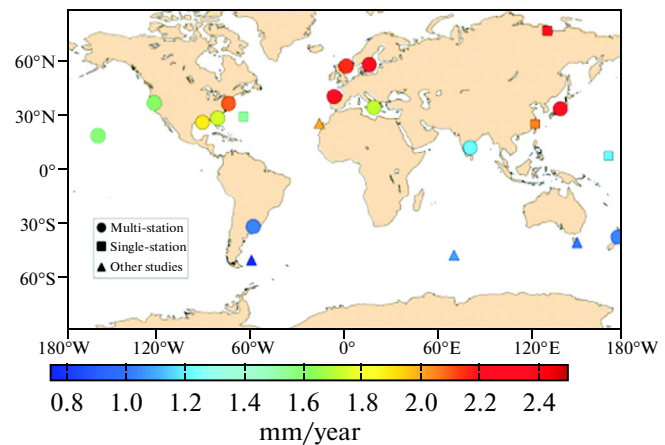 60°N
30°N
0°
30°S
60°S
Multi-station
Single-station
Other studies
180°W 120°W 60°W 0° 60°E 120°W 180°W
0.8 1.0 1.2 1.4 1.6 1.8 2.0 2.2 2.4
mm/year